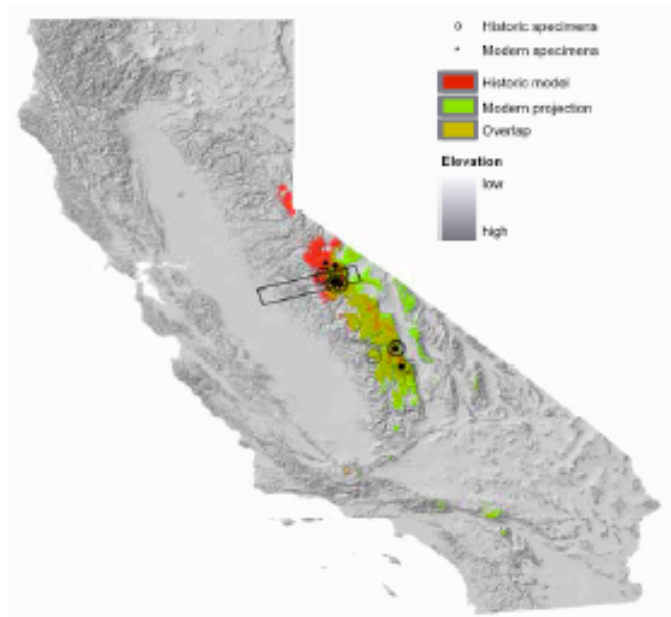 Historic specimens
Modern specimens
Historic model
Modern projection
Overlap
Elevation
low
high